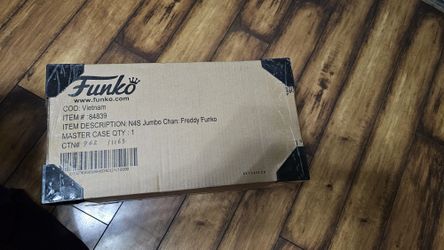 Funko
www.funko.com
COO: Vietnam
ITEM # :84839
ITEM DESCRIPTION: N4S Jumbo Chan: Freddy Funko
MASTER CASE QTY : 1
CTN#